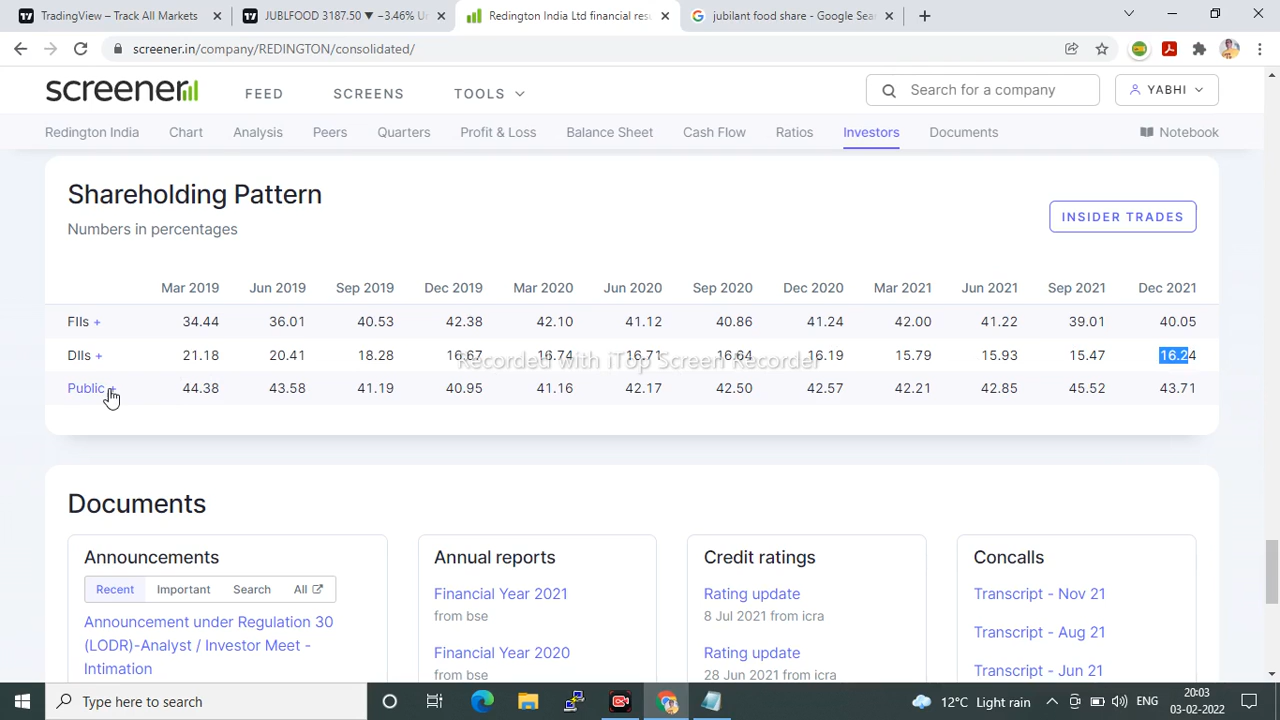 TradingView – Track All Markets
JUBLFOOD 3187.50 ▼ −3.46%
Redington India Ltd financial res
jubilant food share - Google Sea
screener.in/company/REDINGTON/consolidated/
screener
FEED
SCREENS
TOOLS
Search for a company
YABHI
Redington India
Chart
Analysis
Peers
Quarters
Profit & Loss
Balance Sheet
Cash Flow
Ratios
Investors
Documents
Notebook
Shareholding Pattern
Numbers in percentages
INSIDER TRADES
Mar 2019 Jun 2019 Sep 2019 Dec 2019 Mar 2020 Jun 2020 Sep 2020 Dec 2020 Mar 2021 Jun 2021 Sep 2021 Dec 2021
FIIs + 34.44 36.01 40.53 42.38 42.10 41.12 40.86 41.24 42.00 41.22 39.01 40.05
DIIs + 21.18 20.41 18.28 16.67 16.74 16.71 16.64 16.19 15.79 15.93 15.47 16.24
Recorded with iTop Screen Recorder
Public + 44.38 43.58 41.19 40.95 41.16 42.17 42.50 42.57 42.21 42.85 45.52 43.71
Documents
Announcements
Recent
Important
Search
All
Announcement under Regulation 30
(LODR)-Analyst / Investor Meet -
Intimation
Annual reports
Financial Year 2021
from bse
Financial Year 2020
from bse
Credit ratings
Rating update
8 Jul 2021 from icra
Rating update
28 Jun 2021 from icra
Concalls
Transcript - Nov 21
Transcript - Aug 21
Transcript - Jun 21
Type here to search
12°C Light rain
ENG
20:03
03-02-2022